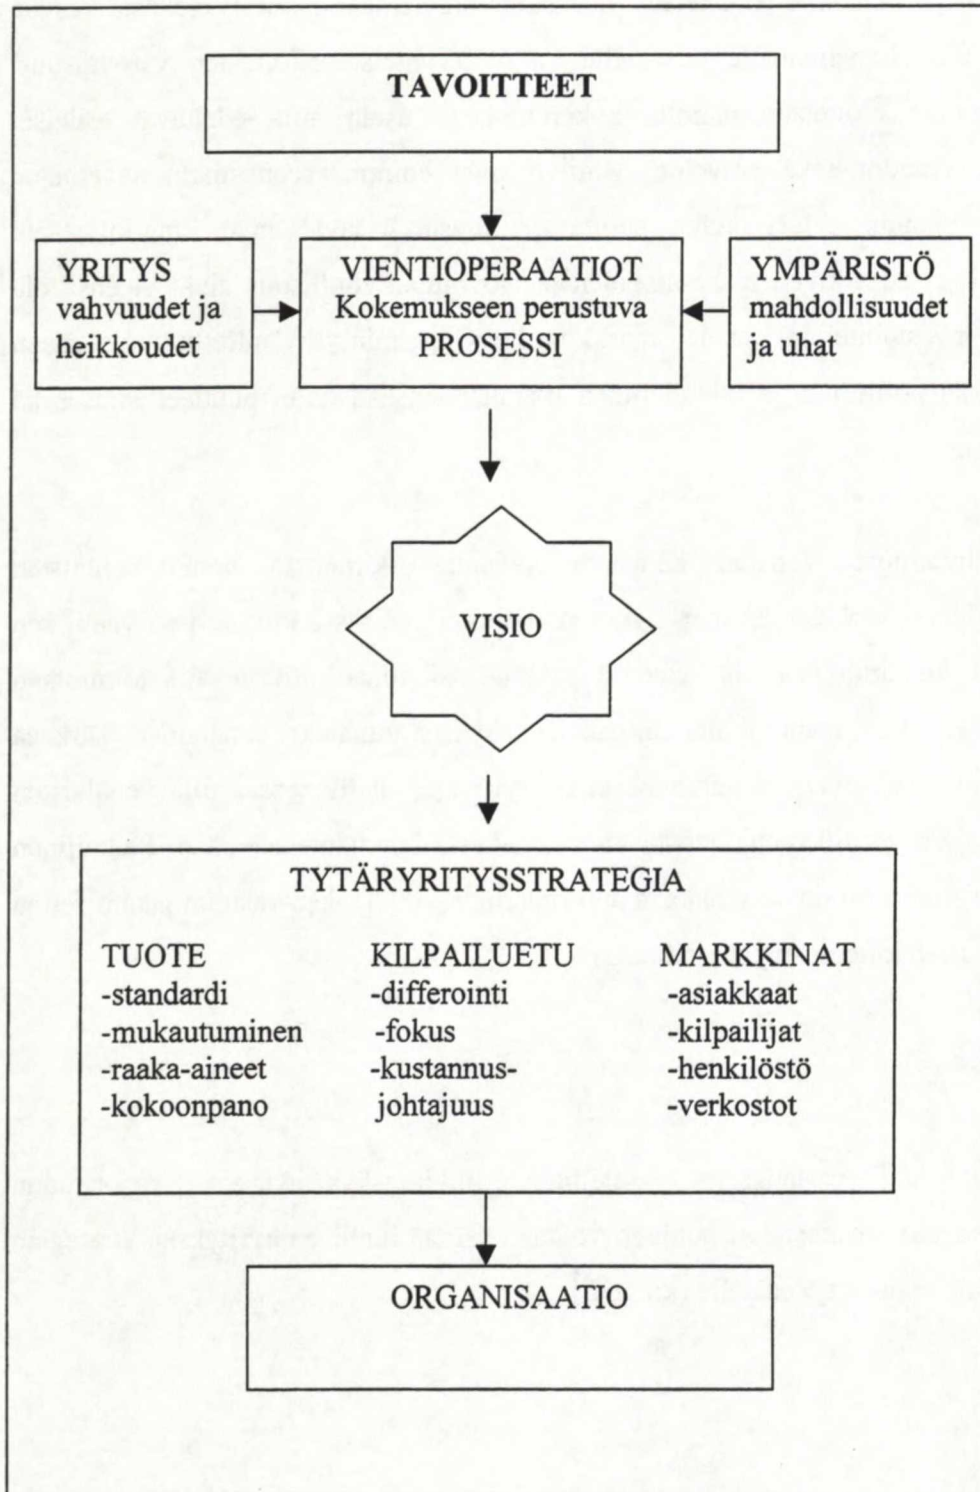 TAVOITTEET
YRITYS
vahvuudet ja
heikkoudet
VIENTIOPERAATIOT
Kokemukseen perustuva
PROSESSI
YMPÄRISTÖ
mahdollisuudet
ja uhat
VISIO
TYTÄRYRITYSSTRATEGIA
TUOTE
-standardi
-mukautuminen
-raaka-aineet
-kokoonpano
KILPAILUETU
-differointi
-fokus
-kustannus-
johtajuus
MARKKINAT
-asiakkaat
-kilpailijat
-henkilöstö
-verkostot
ORGANISAATIO